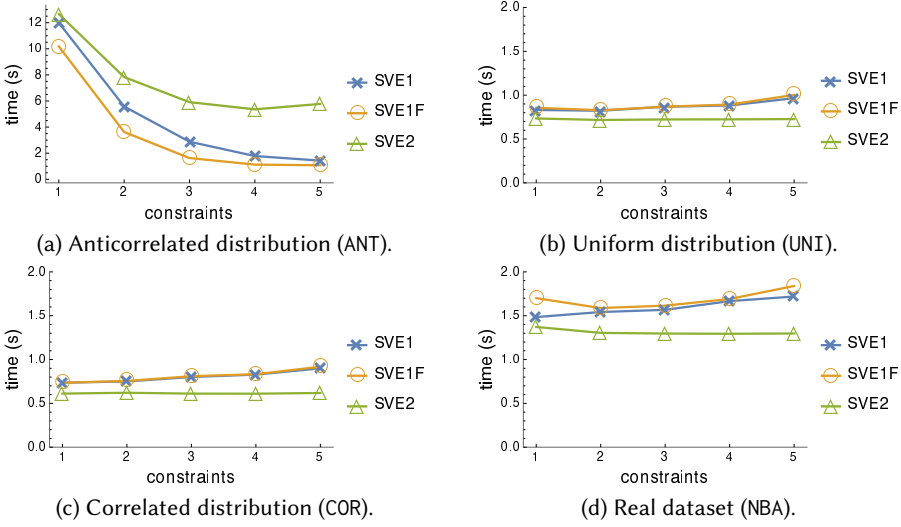 time (s)
12
10
8
6
4
2
0
1 2 3 4 5
constraints
SVE1
SVE1F
SVE2
(a) Anticorrelated distribution (ANT).
time (s)
2.0
1.5
1.0
0.5
0.0
1 2 3 4 5
constraints
SVE1
SVE1F
SVE2
(b) Uniform distribution (UNI).
time (s)
2.0
1.5
1.0
0.5
0.0
1 2 3 4 5
constraints
SVE1
SVE1F
SVE2
(c) Correlated distribution (COR).
time (s)
2.0
1.5
1.0
0.5
0.0
1 2 3 4 5
constraints
SVE1
SVE1F
SVE2
(d) Real dataset (NBA).